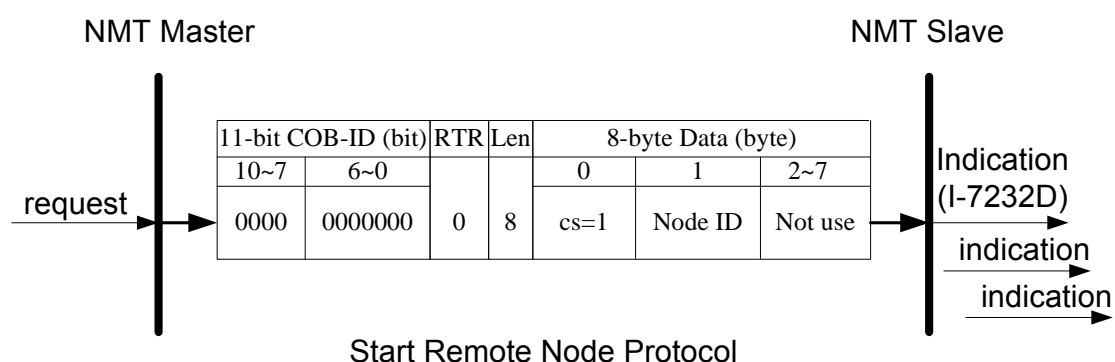 NMT Master
NMT Slave
11-bit COB-ID (bit) RTR Len 8-byte Data (byte)
10~7 6~0 0 1 2~7
0000 0000000 0 8 cs=1 Node ID Not use
request
Indication
(I-7232D)
indication
indication
Start Remote Node Protocol